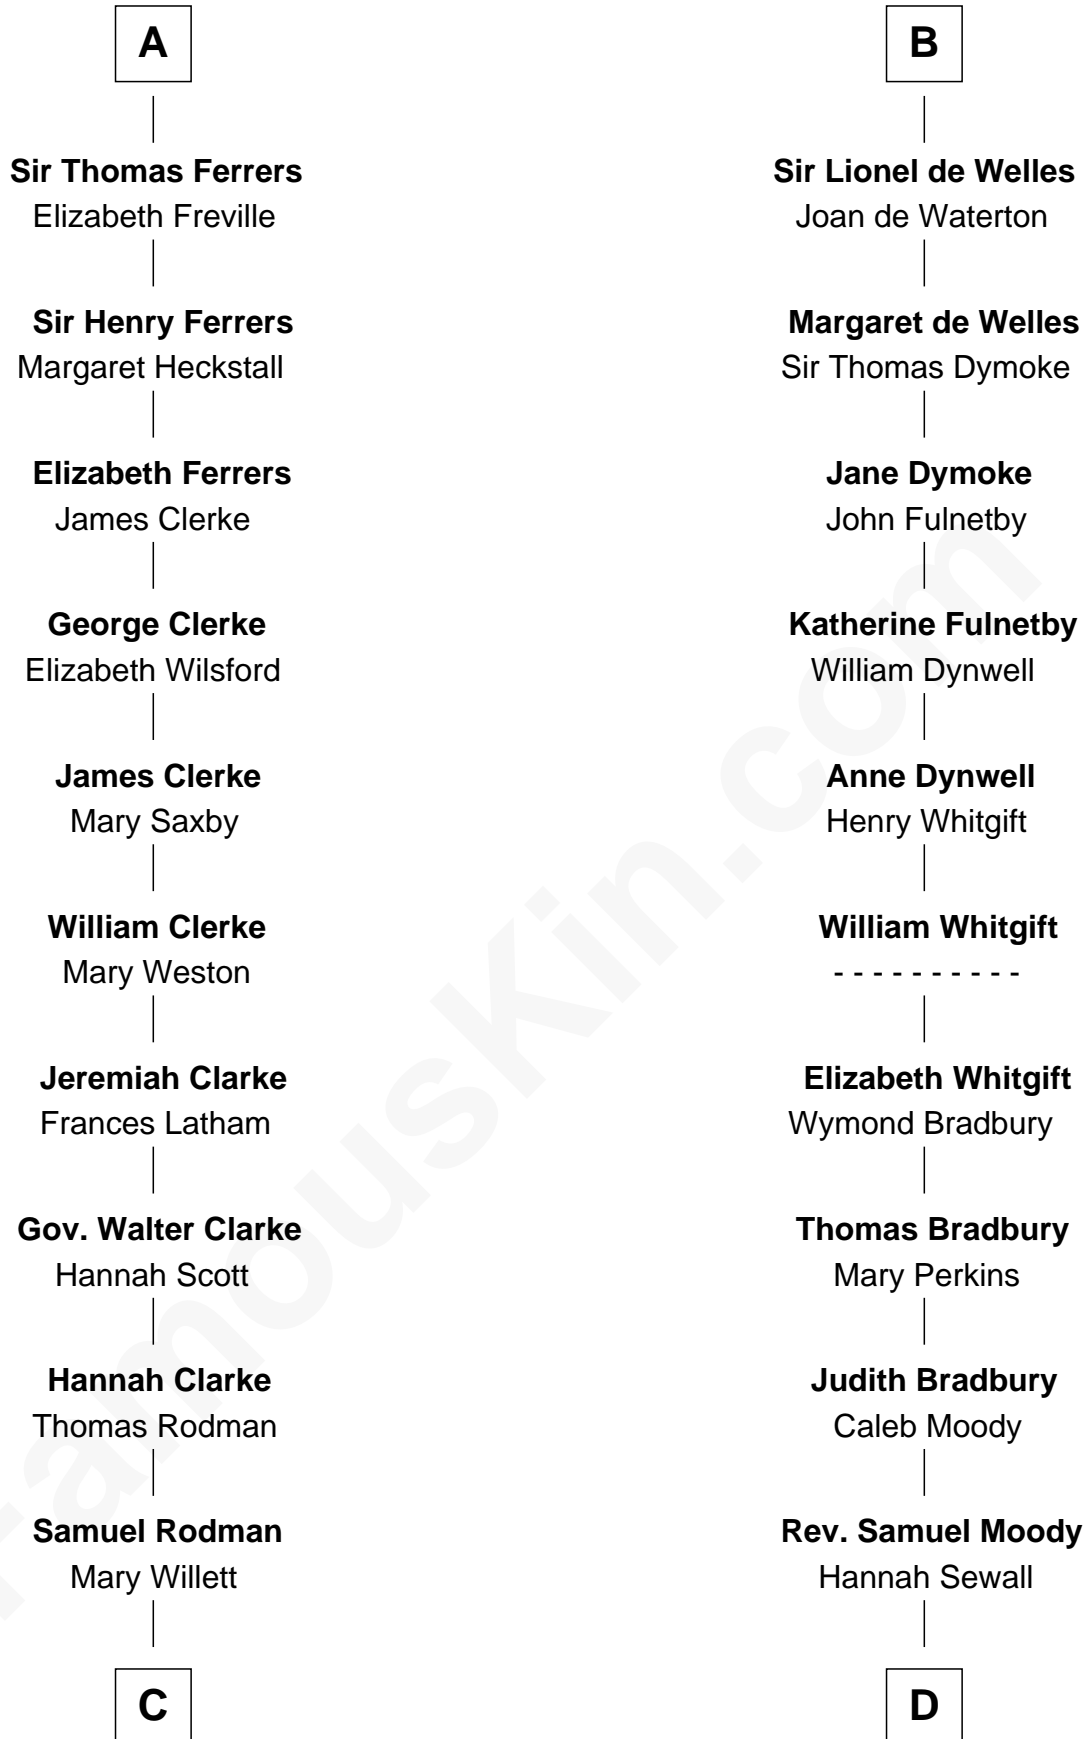 A
Sir Thomas Ferrers
Elizabeth Freville
Sir Henry Ferrers
Margaret Heckstall
Elizabeth Ferrers
James Clerke
George Clerke
Elizabeth Wilsford
James Clerke
Mary Saxby
William Clerke
Mary Weston
Jeremiah Clarke
Frances Latham
Gov. Walter Clarke
Hannah Scott
Hannah Clarke
Thomas Rodman
Samuel Rodman
Mary Willett
C
B
Sir Lionel de Welles
Joan de Waterton
Margaret de Welles
Sir Thomas Dymoke
Jane Dymoke
John Fulnetby
Katherine Fulnetby
William Dynwell
Anne Dynwell
Henry Whitgift
William Whitgift
- - - - - - - - - -
Elizabeth Whitgift
Wymond Bradbury
Thomas Bradbury
Mary Perkins
Judith Bradbury
Caleb Moody
Rev. Samuel Moody
Hannah Sewall
D
FamousKin.com